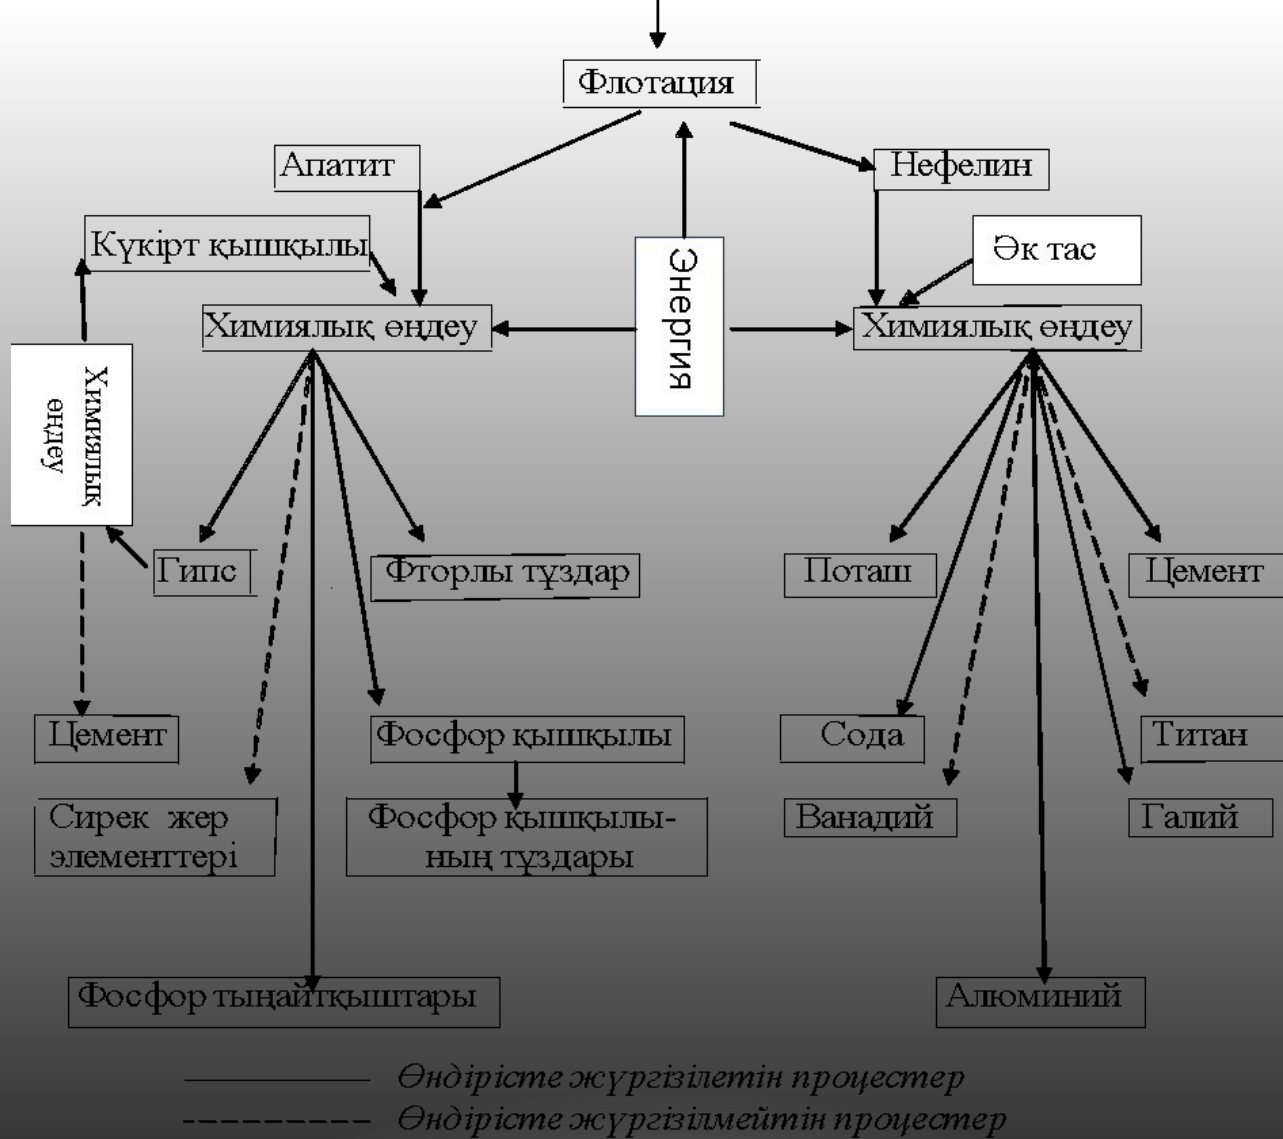 Флотация
Апатит
Нефелин
Күкірт қышқылы
Энергия
Әк тас
Химиялық өңдеу
Химиялық өңдеу
Химиялық
өңдеу
Гипс
Фторлы тұздар
Поташ
Цемент
Цемент
Фосфор қышқылы
Сода
Титан
Сирек жер
элементтері
Фосфор қышқылы-
ның тұздары
Ванадий
Галий
Фосфор тыңайтқыштары
Алюминий
Өндірісте жүргізілетін процестер
Өндірісте жүргізілмейтін процестер